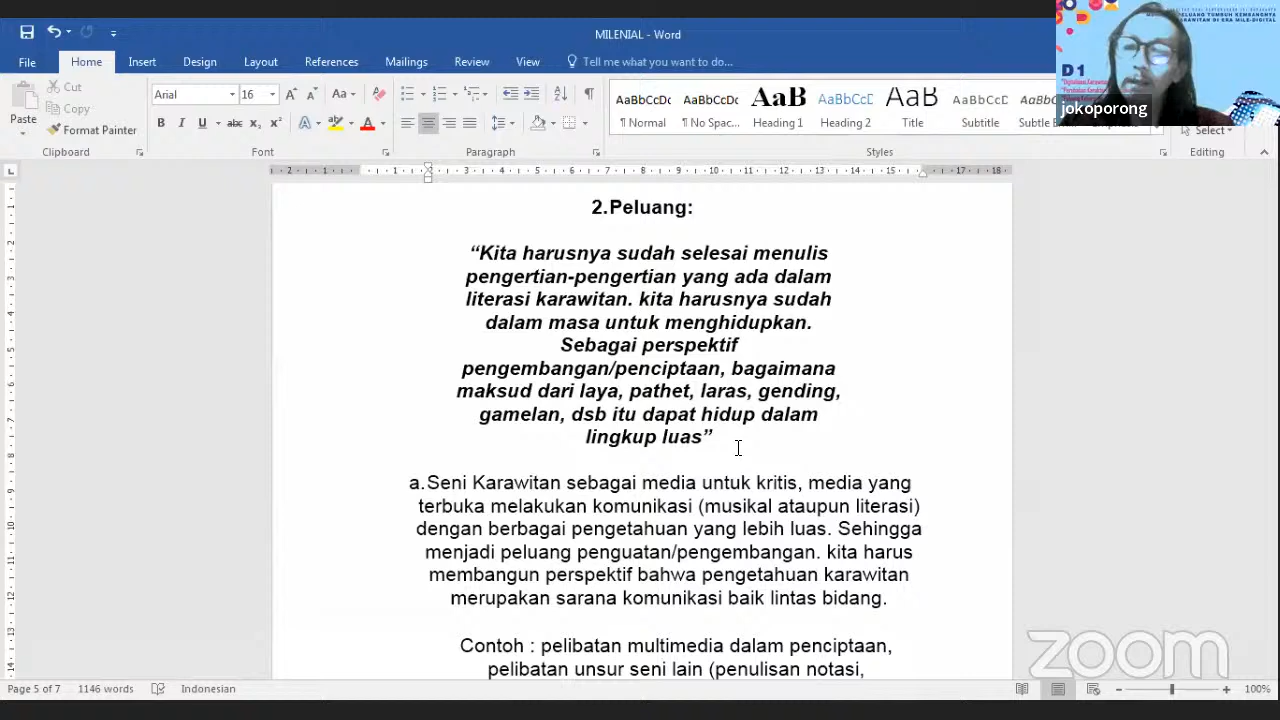 MILENIAL - Word
File Home Insert Design Layout References Mailings Review View Tell me what you want to do...
Paste
Cut
Copy
Format Painter
Clipboard
Arial 16
Font
Paragraph
AaBbCcDc AaBbCcDc AaB AaBbCcD AaB AaBbCcD AaBbCcDc
¶ Normal ¶ No Spac... Heading 1 Heading 2 Title Subtitle
Styles
Select
Editing
D1
jokoporong
2.Peluang:
“Kita harusnya sudah selesai menulis
pengertian-pengertian yang ada dalam
literasi karawitan. kita harusnya sudah
dalam masa untuk menghidupkan.
Sebagai perspektif
pengembangan/penciptaan, bagaimana
maksud dari laya, pathet, laras, gending,
gamelan, dsb itu dapat hidup dalam
lingkup luas”
a.Seni Karawitan sebagai media untuk kritis, media yang
terbuka melakukan komunikasi (musikal ataupun literasi)
dengan berbagai pengetahuan yang lebih luas. Sehingga
menjadi peluang penguatan/pengembangan. kita harus
membangun perspektif bahwa pengetahuan karawitan
merupakan sarana komunikasi baik lintas bidang.
Contoh : pelibatan multimedia dalam penciptaan,
pelibatan unsur seni lain (penulisan notasi,
zoom
Page 5 of 7 1146 words Indonesian 100%